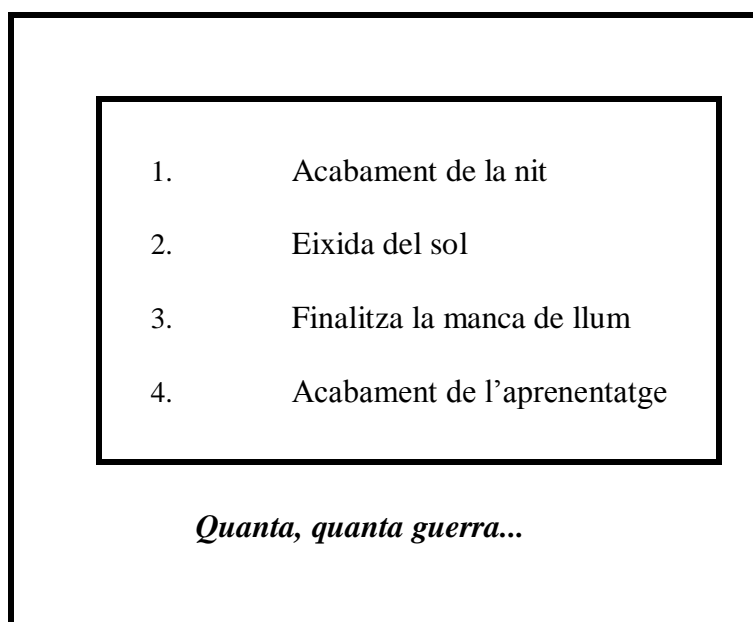 1. Acabament de la nit
2. Eixida del sol
3. Finalitza la manca de llum
4. Acabament de l’aprenentatge
Quanta, quanta guerra...